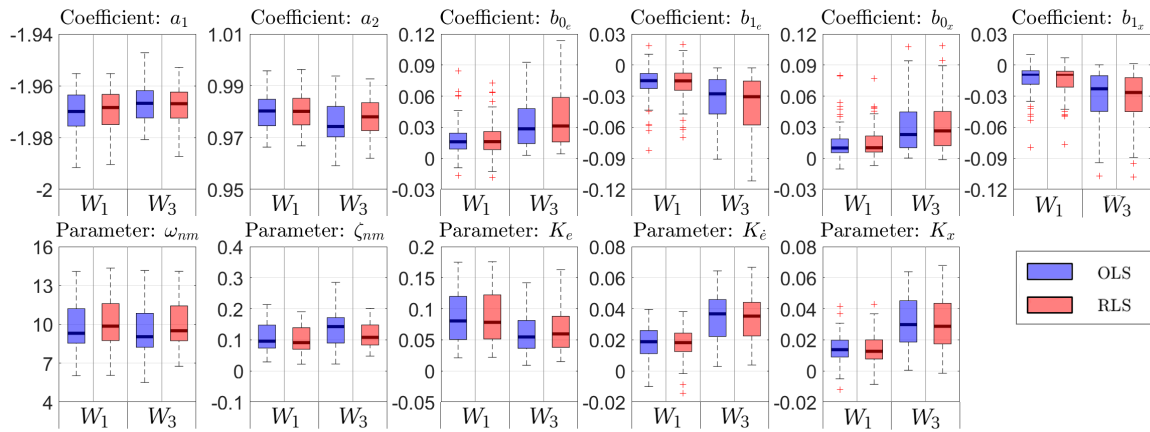 Coefficient: a₁ Coefficient: a₂ Coefficient: b₀ₑ Coefficient: b₁ₑ Coefficient: b₀ₓ Coefficient: b₁ₓ
-1.94 1.01 0.12 0.03 0.12 0.03
-1.96 0.99 0.09 0 0.09 0
0.06 -0.03 0.06 -0.03
-1.98 0.97 0.03 -0.06 0.03 -0.06
0 -0.09 0 -0.09
-2 0.95 -0.03 -0.12 -0.03 -0.12
W₁ W₃ W₁ W₃ W₁ W₃ W₁ W₃ W₁ W₃ W₁ W₃
Parameter: ωₙₘ Parameter: ζₙₘ Parameter: Kₑ Parameter: K_ė Parameter: Kₓ
16 0.4 0.2 0.08 0.08
13 0.3 0.15 0.06 0.06
0.2 0.1 0.04 0.04
10 0.1 0.05 0.02 0.02
7 0 0 0 0
4 -0.1 -0.05 -0.02 -0.02
W₁ W₃ W₁ W₃ W₁ W₃ W₁ W₃ W₁ W₃
OLS
RLS